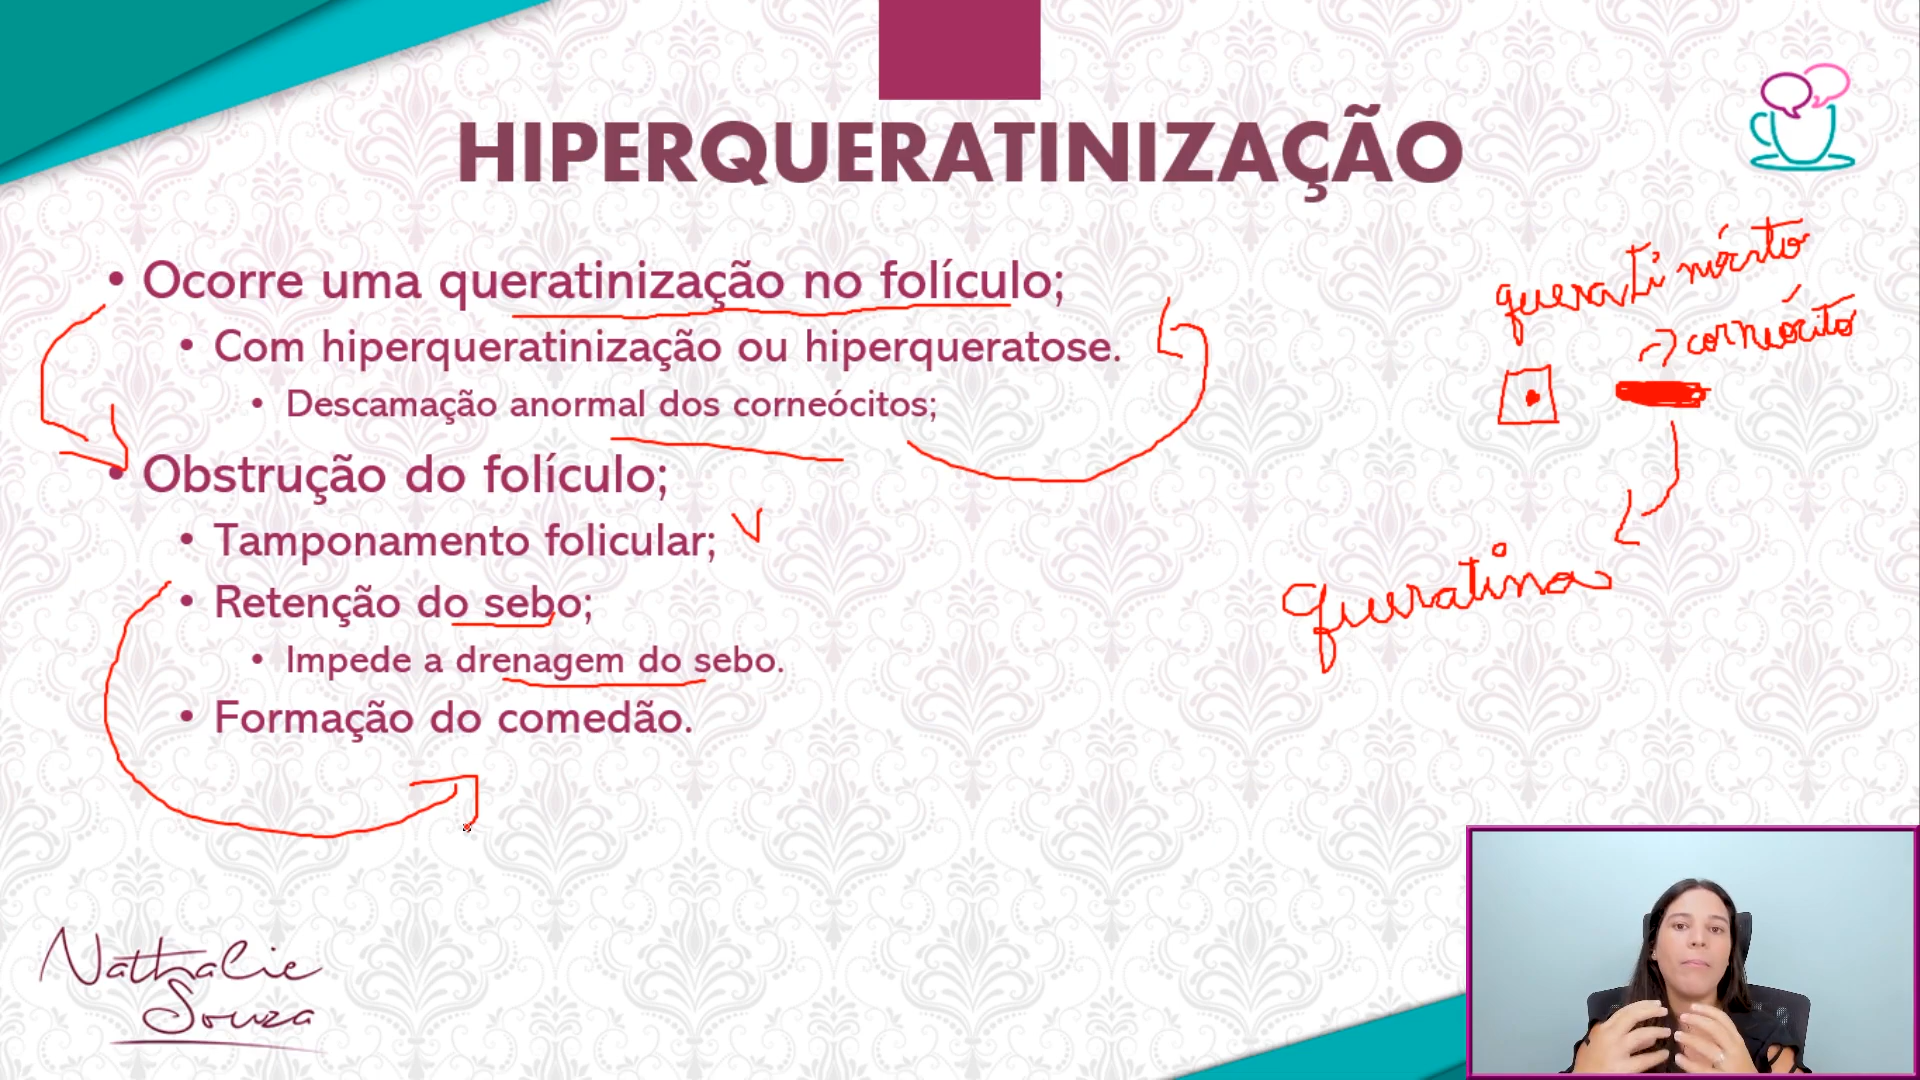 HIPERQUERATINIZAÇÃO
• Ocorre uma queratinização no folículo;
• Com hiperqueratinização ou hiperqueratose.
• Descamação anormal dos corneócitos;
• Obstrução do folículo;
• Tamponamento folicular;
• Retenção do sebo;
• Impede a drenagem do sebo.
• Formação do comedão.
queratinócito
corneócito
queratina
Nathalie
Souza